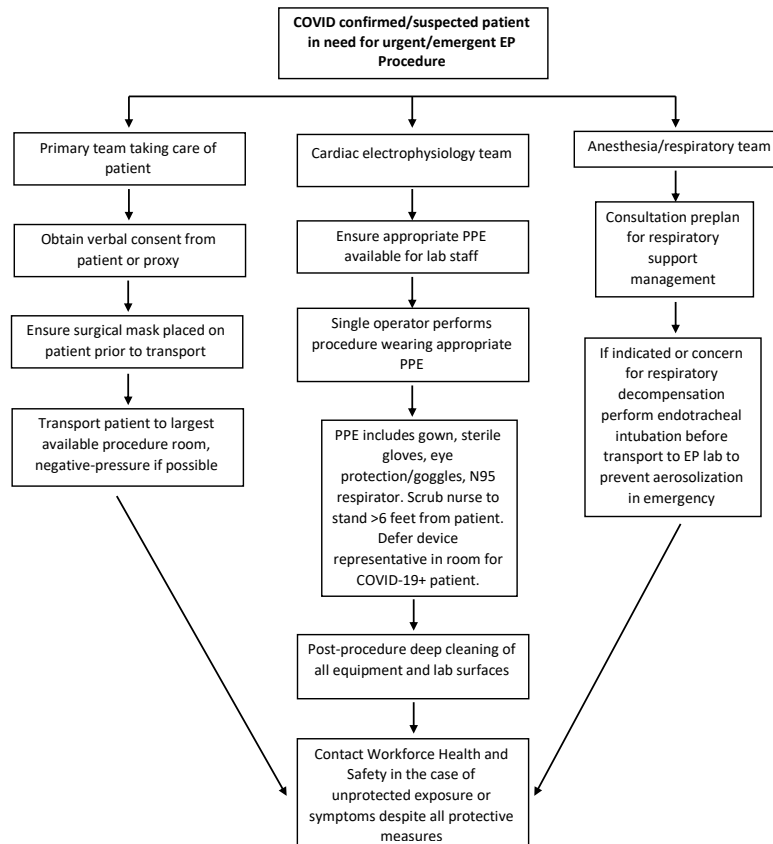 COVID confirmed/suspected patient
in need for urgent/emergent EP
Procedure
Primary team taking care of
patient
Obtain verbal consent from
patient or proxy
Ensure surgical mask placed on
patient prior to transport
Transport patient to largest
available procedure room,
negative-pressure if possible
Cardiac electrophysiology team
Ensure appropriate PPE
available for lab staff
Single operator performs
procedure wearing appropriate
PPE
PPE includes gown, sterile
gloves, eye
protection/goggles, N95
respirator. Scrub nurse to
stand >6 feet from patient.
Defer device
representative in room for
COVID-19+ patient.
Post-procedure deep cleaning of
all equipment and lab surfaces
Anesthesia/respiratory team
Consultation preplan
for respiratory
support
management
If indicated or concern
for respiratory
decompensation
perform endotracheal
intubation before
transport to EP lab to
prevent aerosolization
in emergency
Contact Workforce Health and
Safety in the case of
unprotected exposure or
symptoms despite all protective
measures